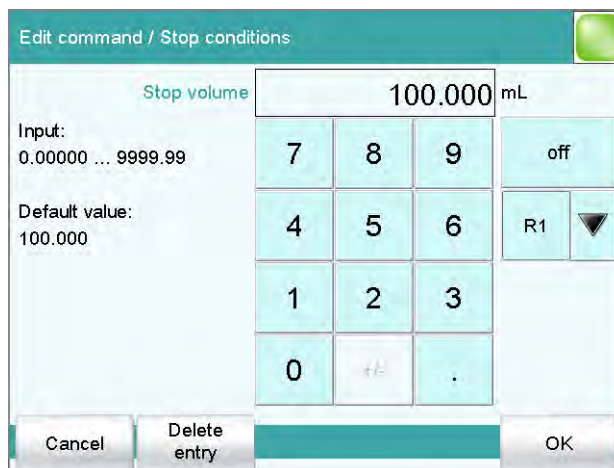 Edit command / Stop conditions
Stop volume 100.000 mL
Input:
0.00000 ... 9999.99
Default value:
100.000
7 8 9 off
4 5 6 R1
1 2 3
0 +/- .
Cancel Delete entry OK